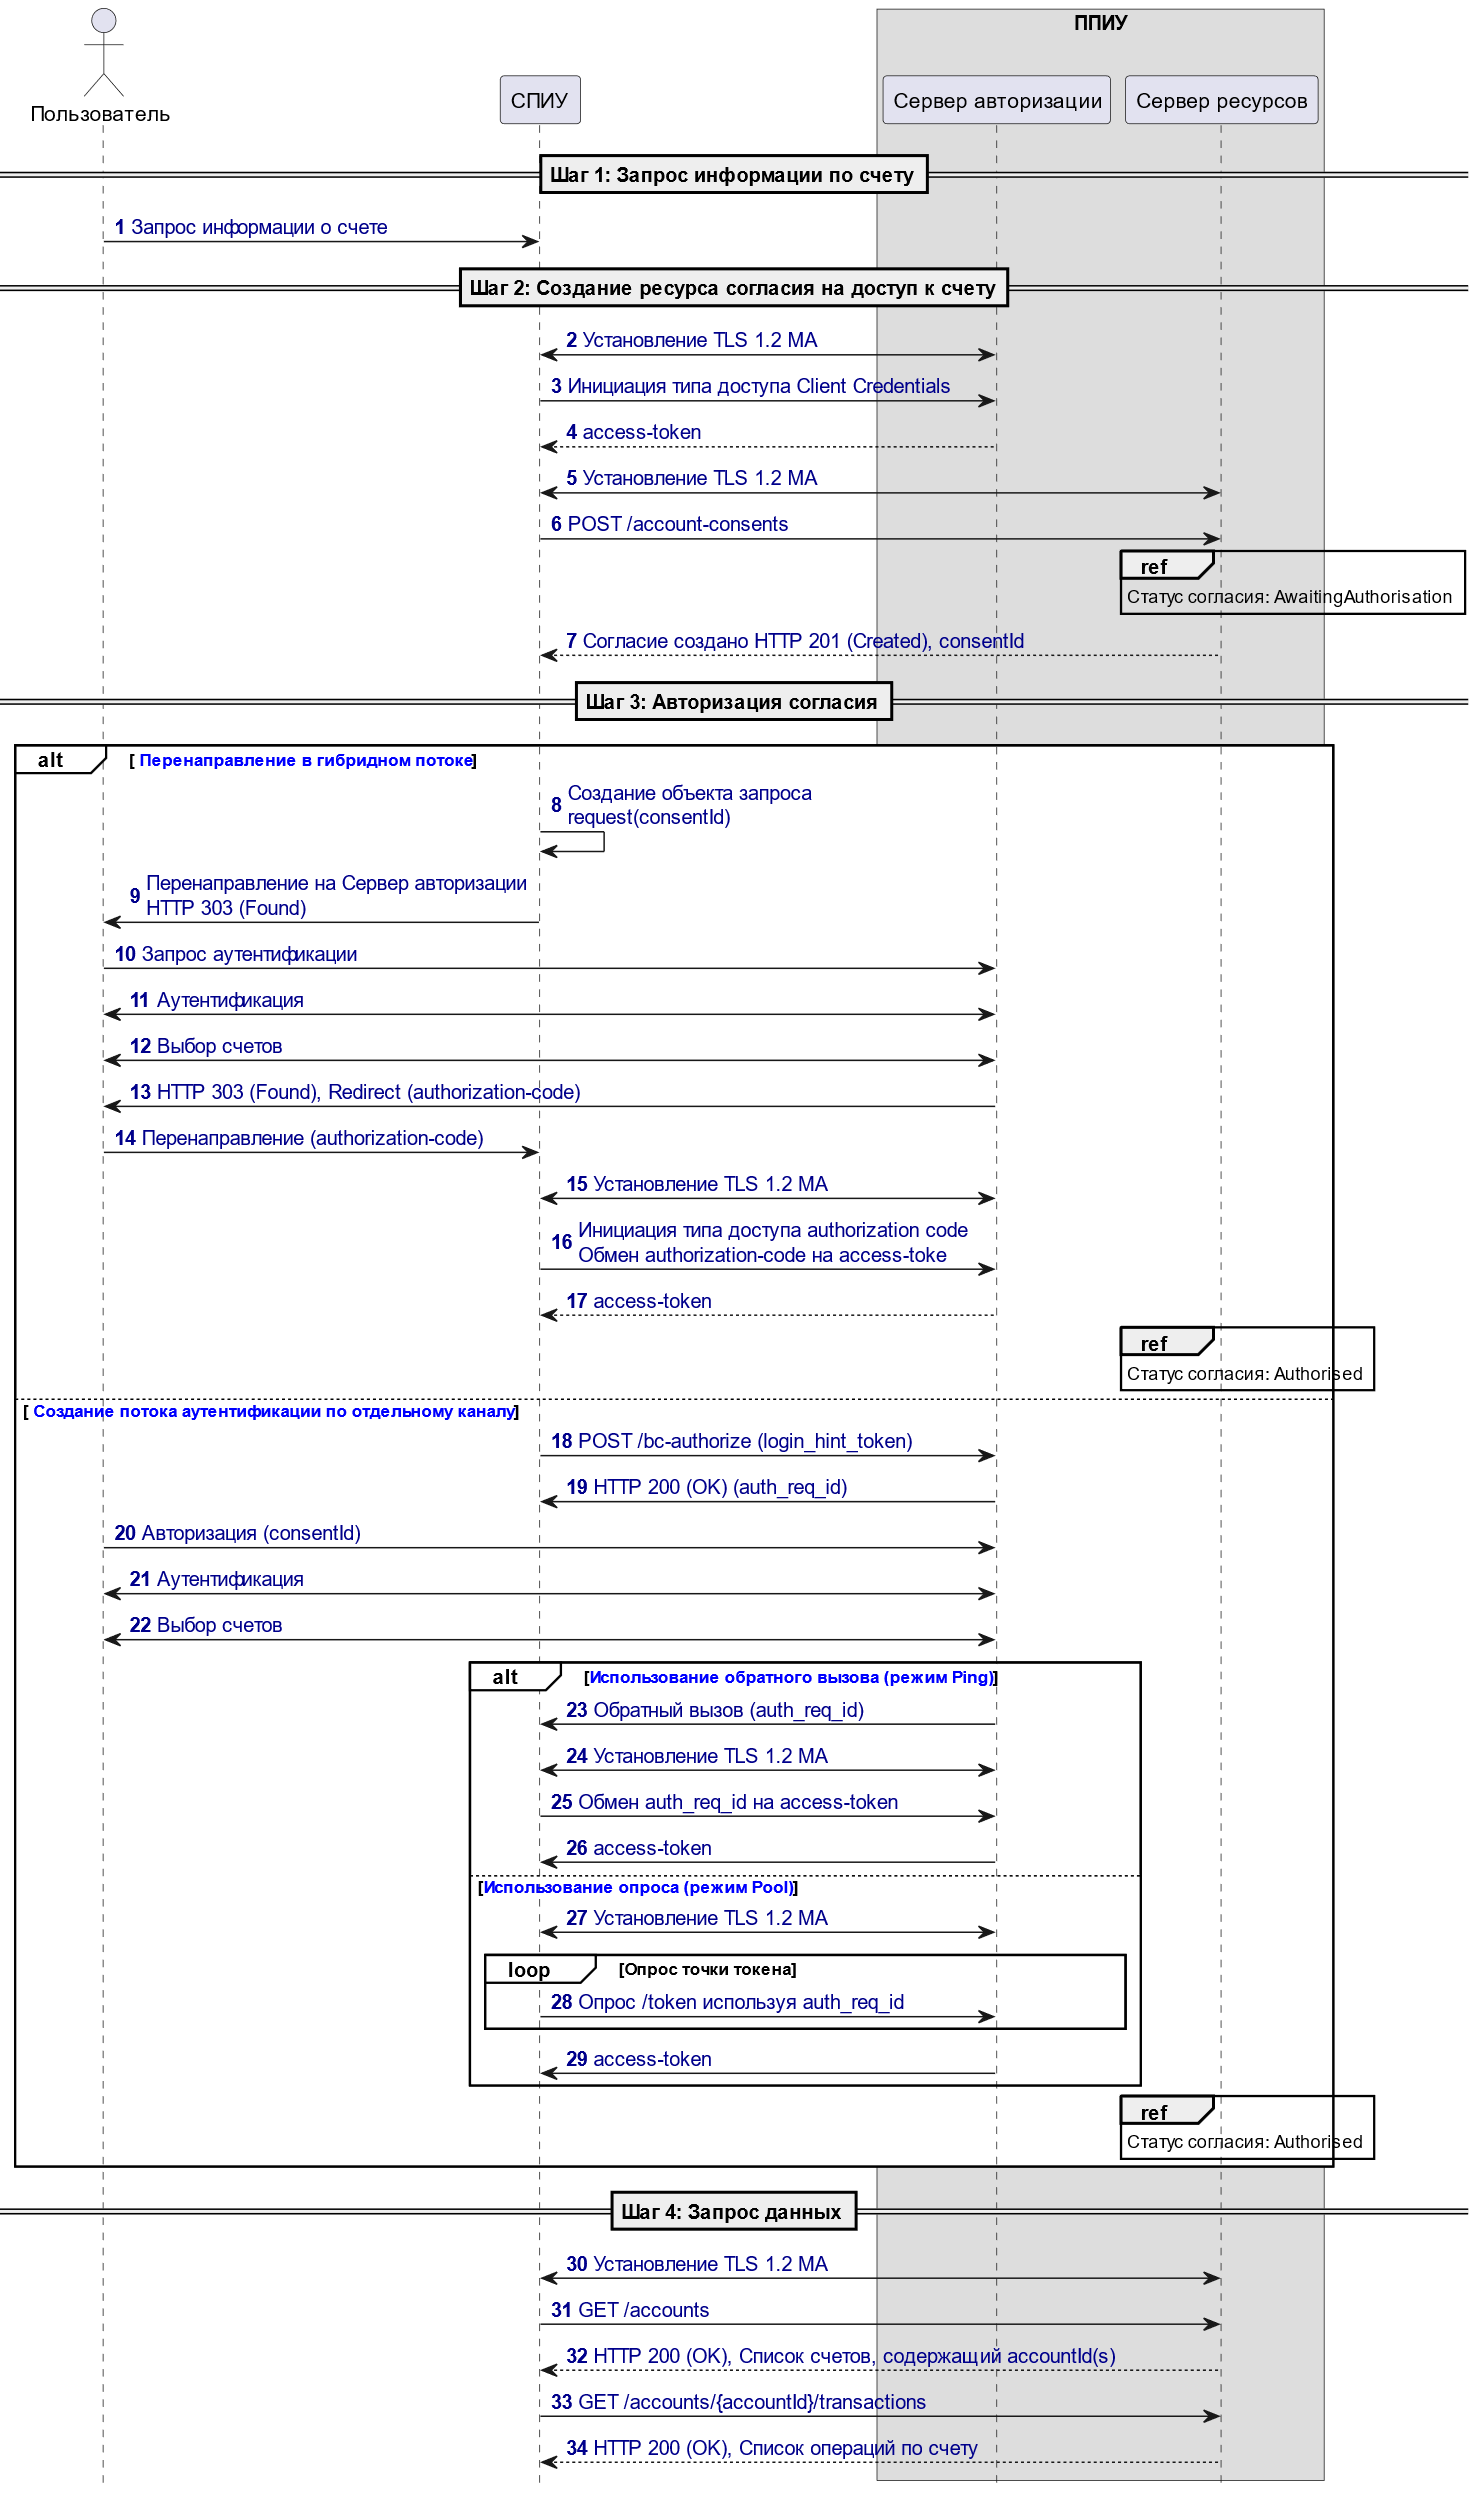 ППИУ
Пользователь
СПИУ
Сервер авторизации
Сервер ресурсов
Шаг 1: Запрос информации по счету
1 Запрос информации о счете
Шаг 2: Создание ресурса согласия на доступ к счету
2 Установление TLS 1.2 MA
3 Инициация типа доступа Client Credentials
4 access-token
5 Установление TLS 1.2 MA
6 POST /account-consents
ref
Статус согласия: AwaitingAuthorisation
7 Согласие создано HTTP 201 (Created), consentId
Шаг 3: Авторизация согласия
alt [ Перенаправление в гибридном потоке]
8 Создание объекта запроса
request(consentId)
9 Перенаправление на Сервер авторизации
HTTP 303 (Found)
10 Запрос аутентификации
11 Аутентификация
12 Выбор счетов
13 HTTP 303 (Found), Redirect (authorization-code)
14 Перенаправление (authorization-code)
15 Установление TLS 1.2 MA
16 Инициация типа доступа authorization code
Обмен authorization-code на access-toke
17 access-token
ref
Статус согласия: Authorised
[ Создание потока аутентификации по отдельному каналу]
18 POST /bc-authorize (login_hint_token)
19 HTTP 200 (OK) (auth_req_id)
20 Авторизация (consentId)
21 Аутентификация
22 Выбор счетов
alt [Использование обратного вызова (режим Ping)]
23 Обратный вызов (auth_req_id)
24 Установление TLS 1.2 MA
25 Обмен auth_req_id на access-token
26 access-token
[Использование опроса (режим Pool)]
27 Установление TLS 1.2 MA
loop [Опрос точки токена]
28 Опрос /token используя auth_req_id
29 access-token
ref
Статус согласия: Authorised
Шаг 4: Запрос данных
30 Установление TLS 1.2 MA
31 GET /accounts
32 HTTP 200 (OK), Список счетов, содержащий accountId(s)
33 GET /accounts/{accountId}/transactions
34 HTTP 200 (OK), Список операций по счету